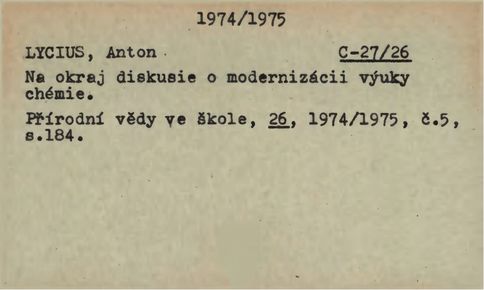 1974/1975
LYCIUS, Anton C-27/26
Na okraj diskusie o modernizácii výuky
chémie.
Přírodní vědy ve škole, 26, 1974/1975, č.5,
s.184.